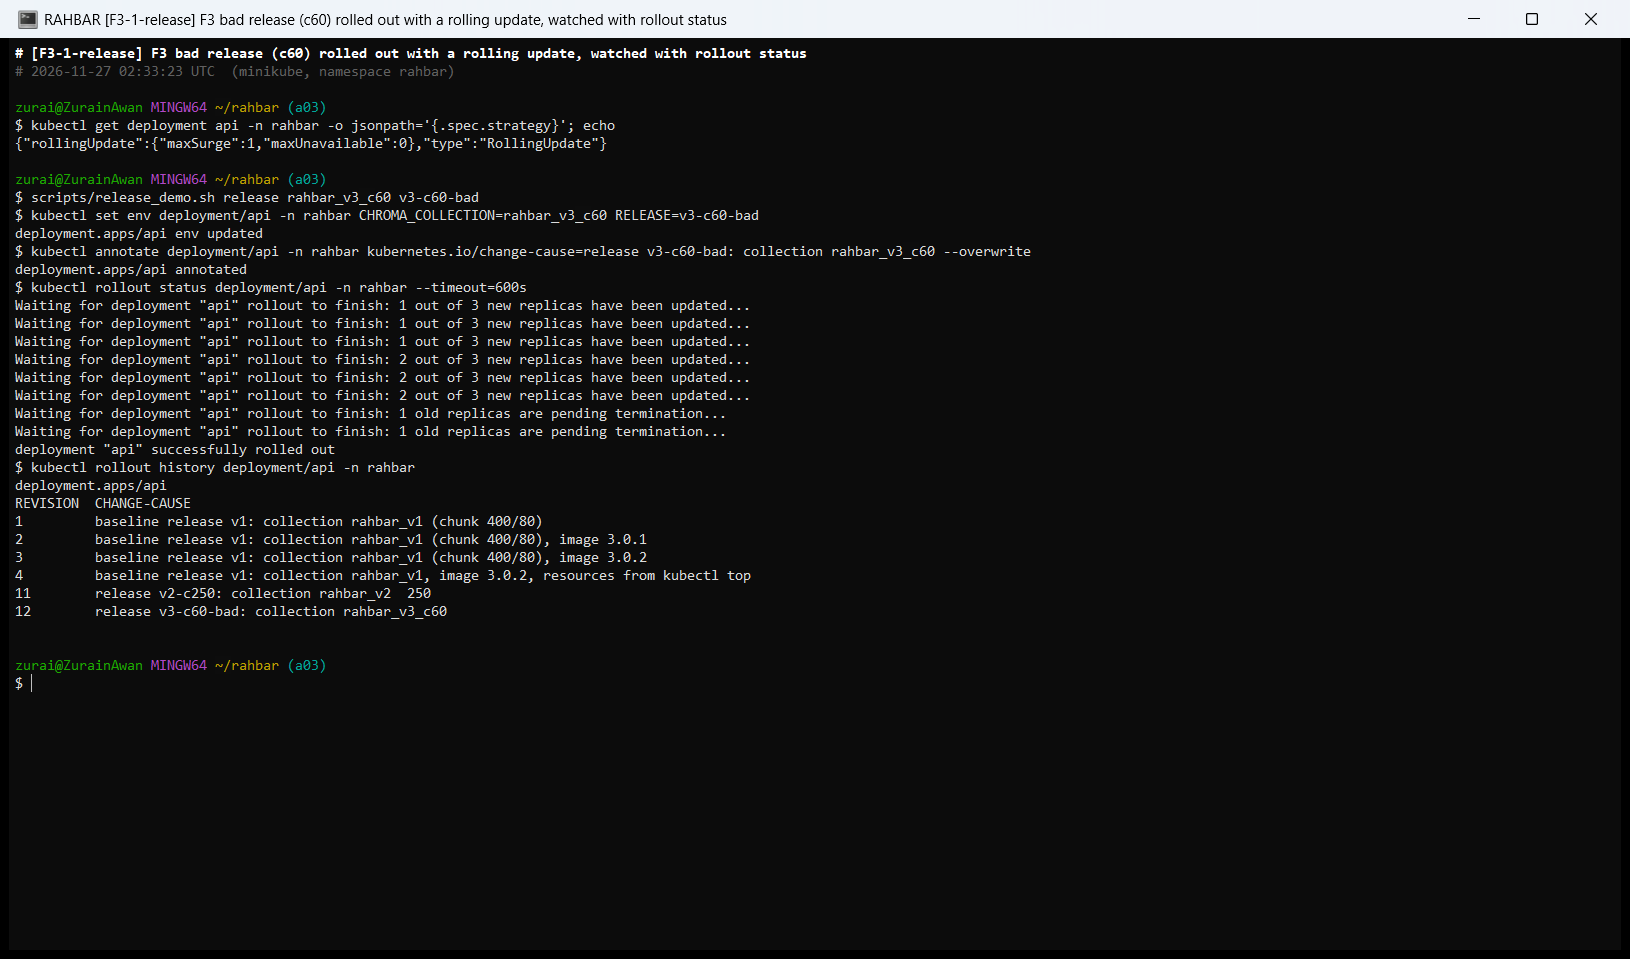 RAHBAR [F3-1-release] F3 bad release (c60) rolled out with a rolling update, watched with rollout status
# [F3-1-release] F3 bad release (c60) rolled out with a rolling update, watched with rollout status
# 2026-11-27 02:33:23 UTC  (minikube, namespace rahbar)
zurai@ZurainAwan MINGW64 ~/rahbar (a03)
$ kubectl get deployment api -n rahbar -o jsonpath='{.spec.strategy}'; echo
{"rollingUpdate":{"maxSurge":1,"maxUnavailable":0},"type":"RollingUpdate"}
zurai@ZurainAwan MINGW64 ~/rahbar (a03)
$ scripts/release_demo.sh release rahbar_v3_c60 v3-c60-bad
$ kubectl set env deployment/api -n rahbar CHROMA_COLLECTION=rahbar_v3_c60 RELEASE=v3-c60-bad
deployment.apps/api env updated
$ kubectl annotate deployment/api -n rahbar kubernetes.io/change-cause=release v3-c60-bad: collection rahbar_v3_c60 --overwrite
deployment.apps/api annotated
$ kubectl rollout status deployment/api -n rahbar --timeout=600s
Waiting for deployment "api" rollout to finish: 1 out of 3 new replicas have been updated...
Waiting for deployment "api" rollout to finish: 1 out of 3 new replicas have been updated...
Waiting for deployment "api" rollout to finish: 1 out of 3 new replicas have been updated...
Waiting for deployment "api" rollout to finish: 2 out of 3 new replicas have been updated...
Waiting for deployment "api" rollout to finish: 2 out of 3 new replicas have been updated...
Waiting for deployment "api" rollout to finish: 2 out of 3 new replicas have been updated...
Waiting for deployment "api" rollout to finish: 1 old replicas are pending termination...
Waiting for deployment "api" rollout to finish: 1 old replicas are pending termination...
deployment "api" successfully rolled out
$ kubectl rollout history deployment/api -n rahbar
deployment.apps/api
REVISION  CHANGE-CAUSE
1         baseline release v1: collection rahbar_v1 (chunk 400/80)
2         baseline release v1: collection rahbar_v1 (chunk 400/80), image 3.0.1
3         baseline release v1: collection rahbar_v1 (chunk 400/80), image 3.0.2
4         baseline release v1: collection rahbar_v1, image 3.0.2, resources from kubectl top
11        release v2-c250: collection rahbar_v2  250
12        release v3-c60-bad: collection rahbar_v3_c60
zurai@ZurainAwan MINGW64 ~/rahbar (a03)
$